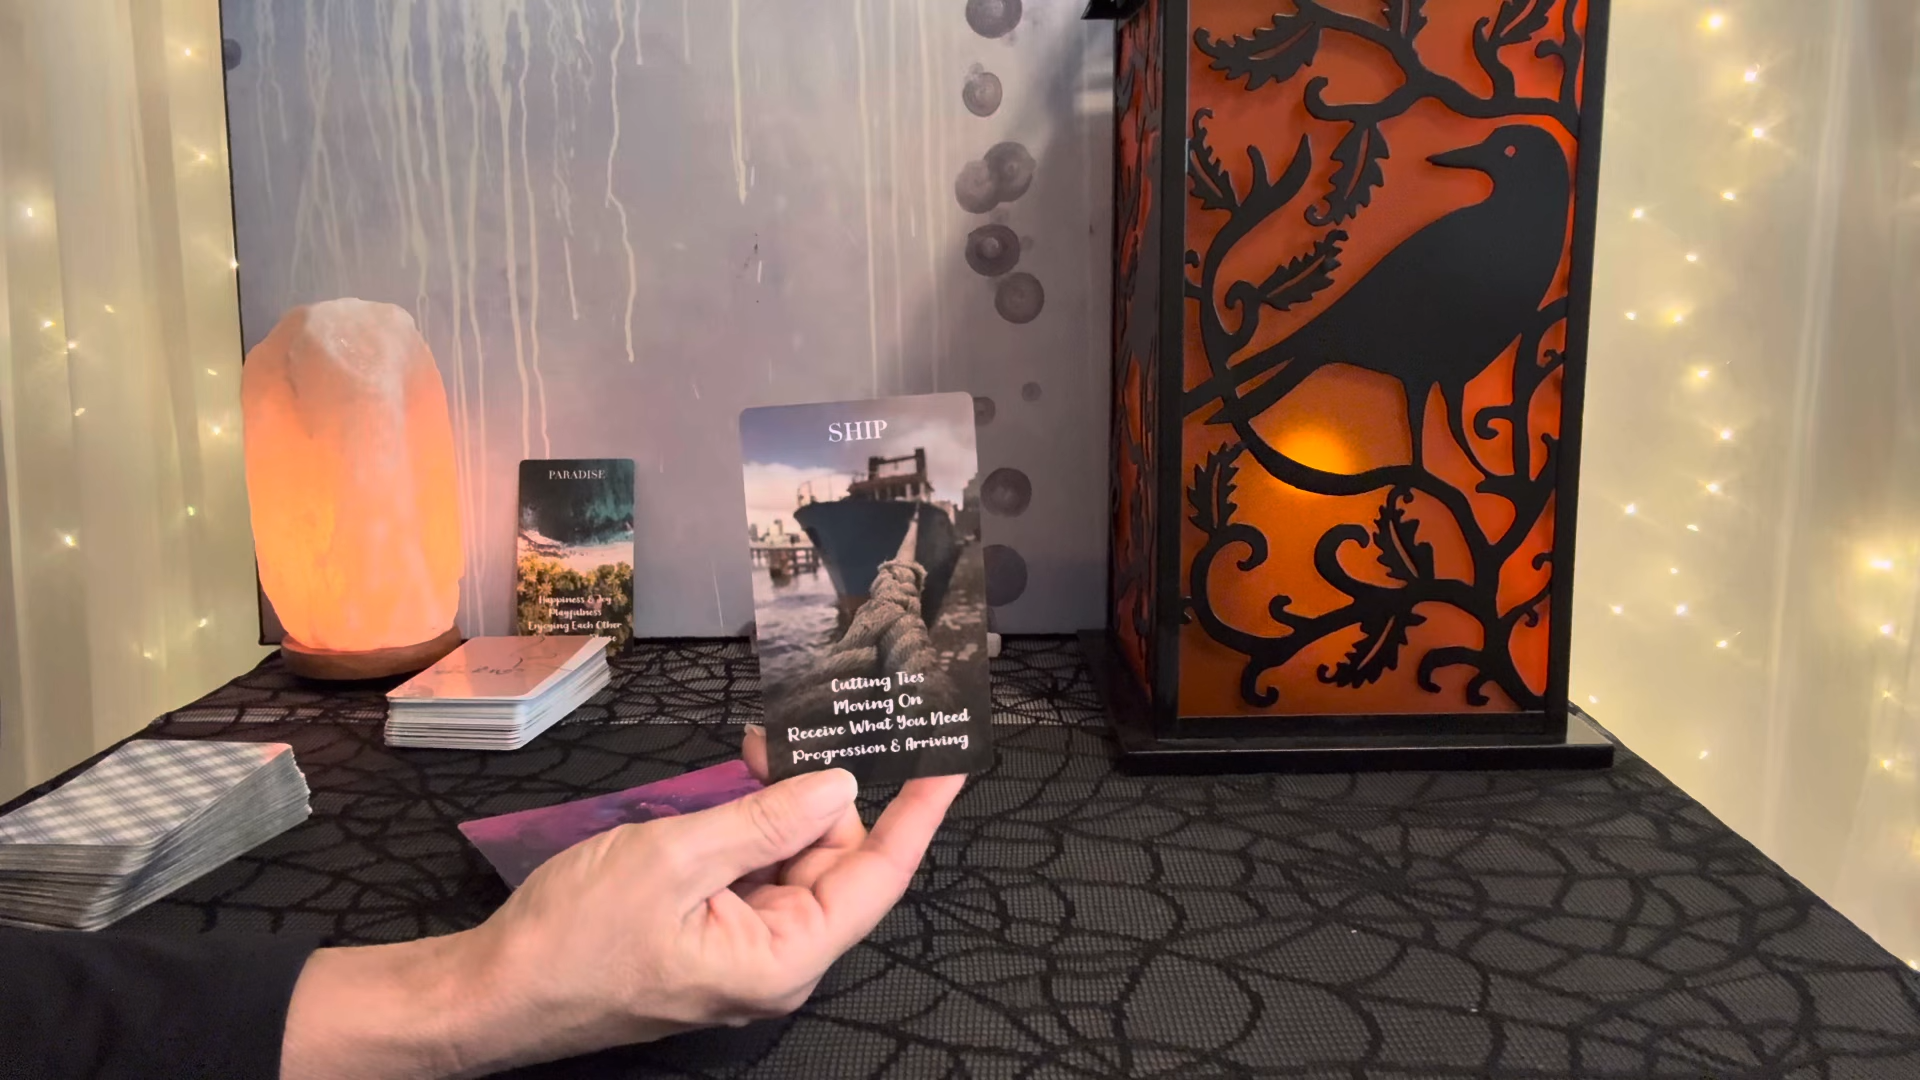 PARADISE
Happiness & Joy
Playfulness
Enjoying Each Other
SHIP
Cutting Ties
Moving On
Receive What You Need
Progression & Arriving